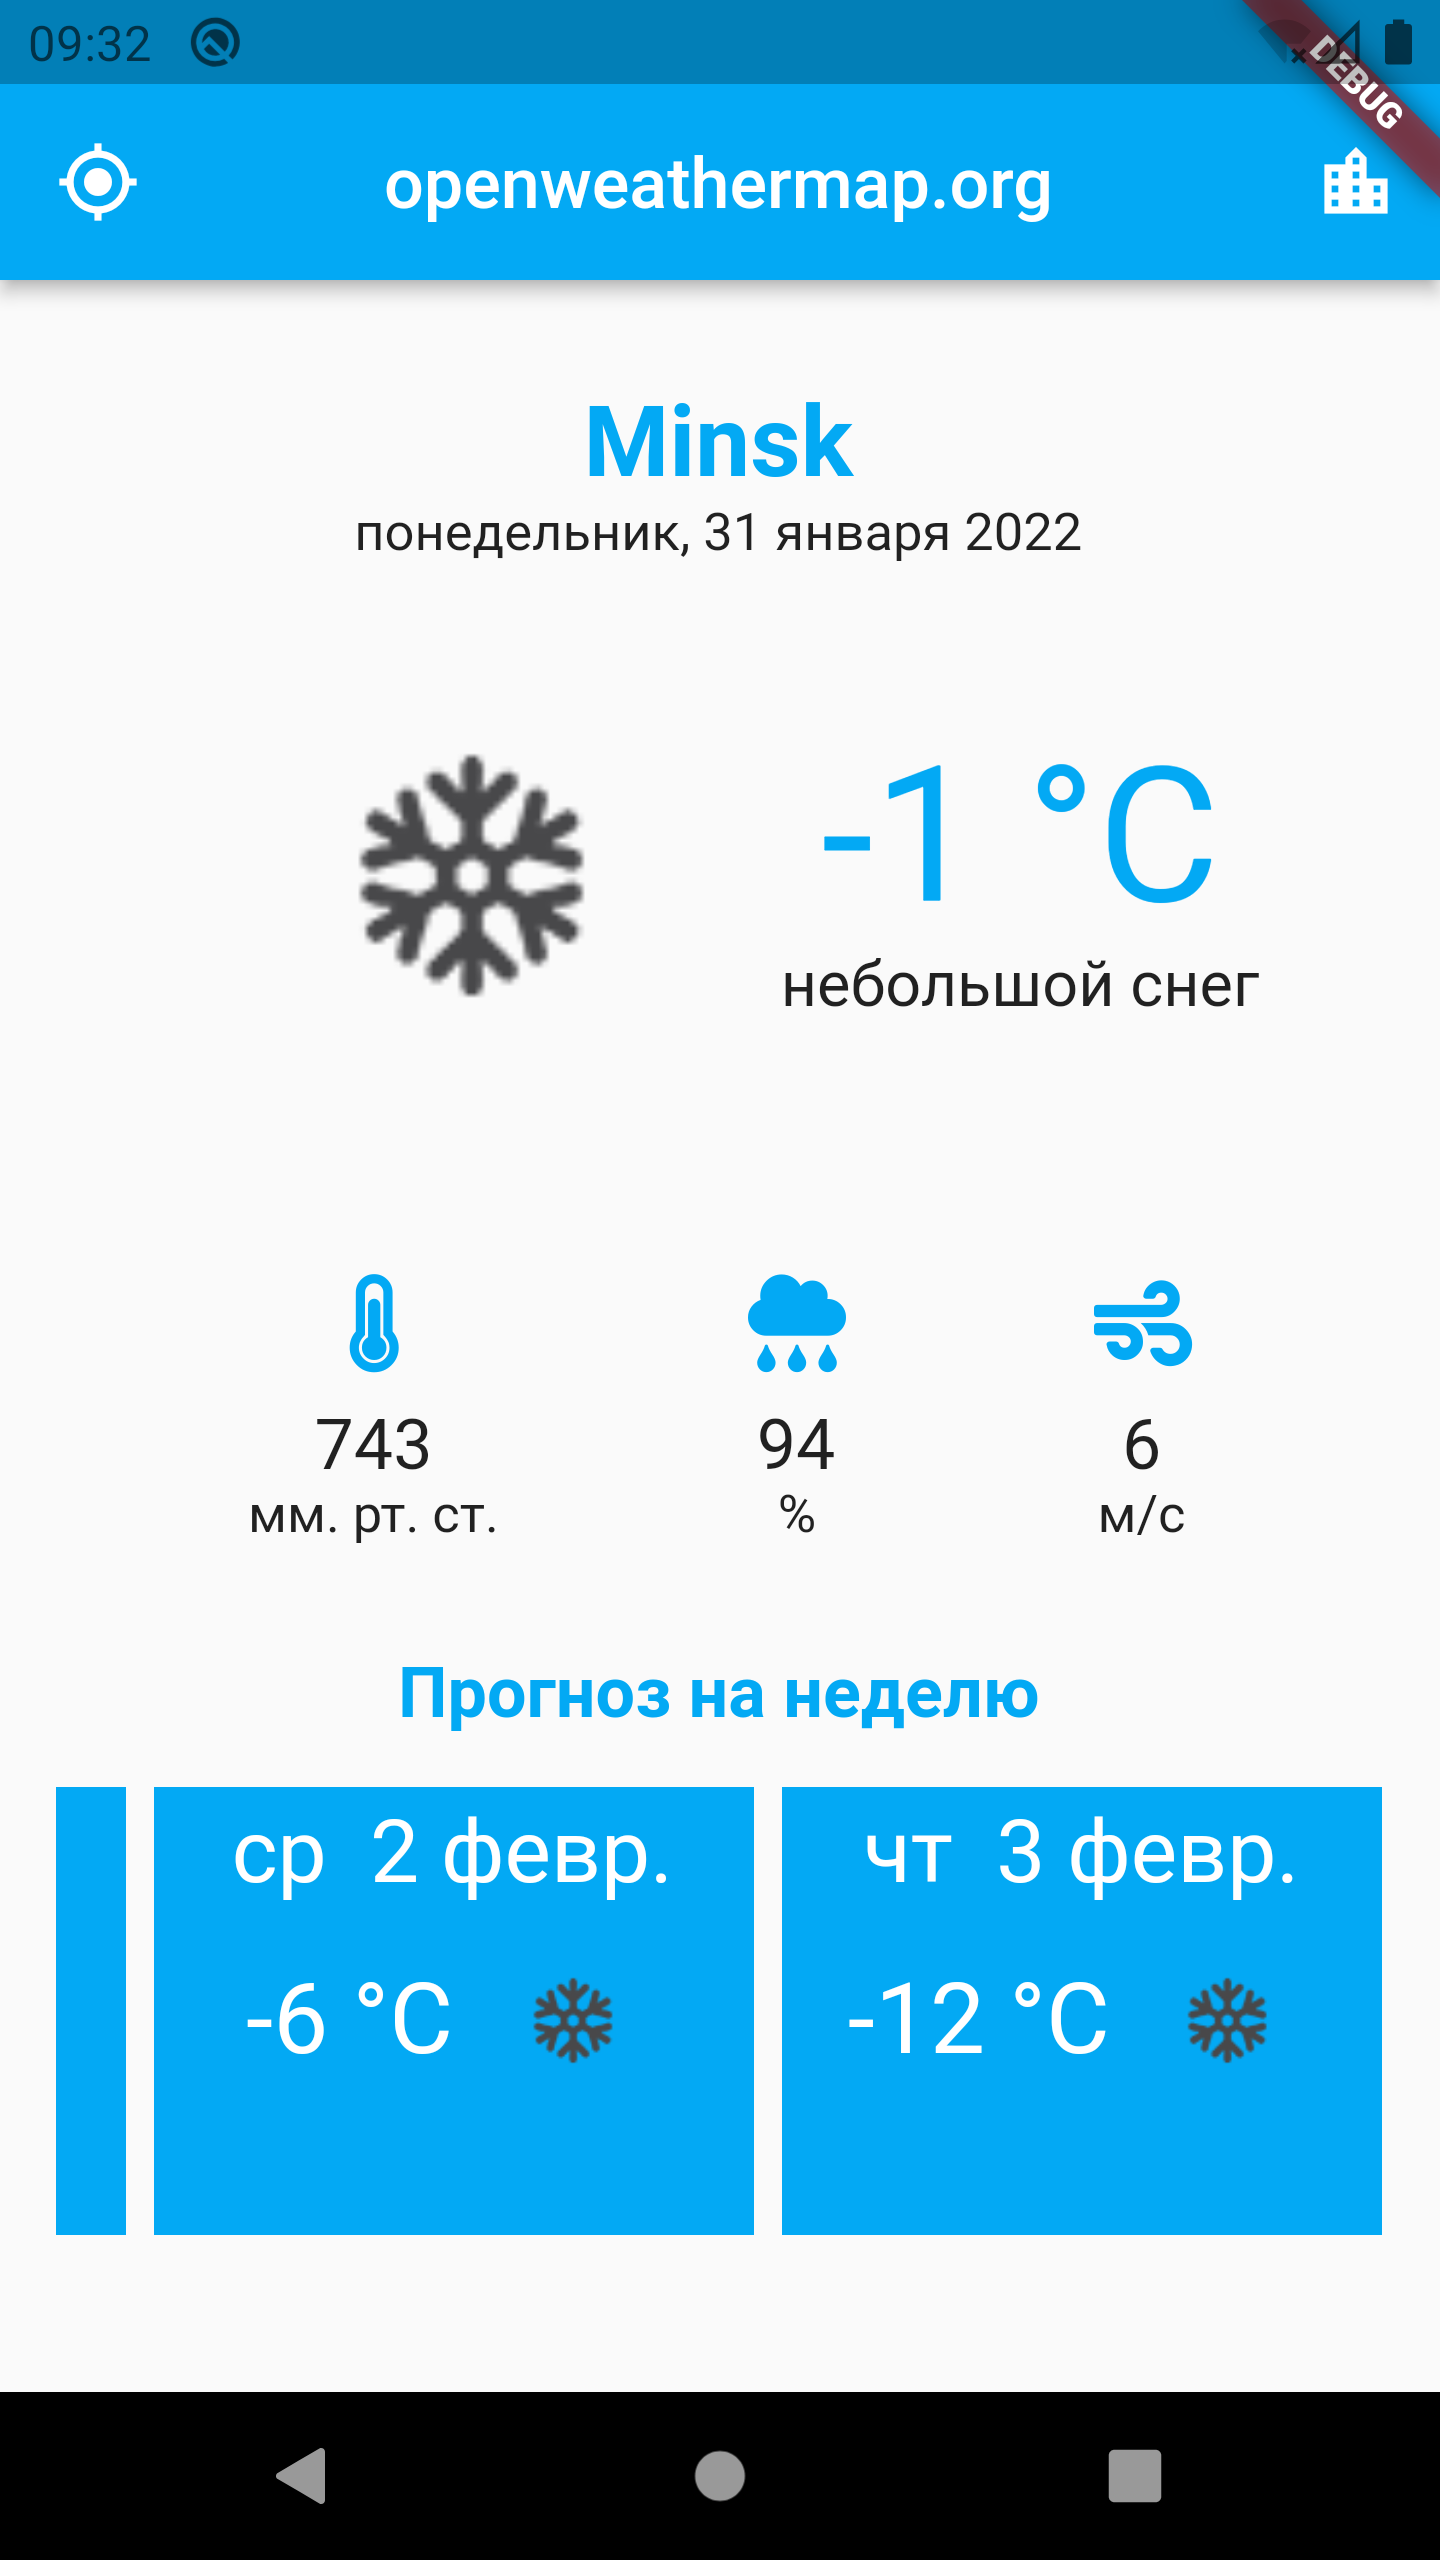 09:32
DEBUG
openweathermap.org
Minsk
понедельник, 31 января 2022
-1 °C
небольшой снег
743 94 6
мм. рт. ст. % м/с
Прогноз на неделю
ср 2 февр. чт 3 февр.
-6 °C -12 °C